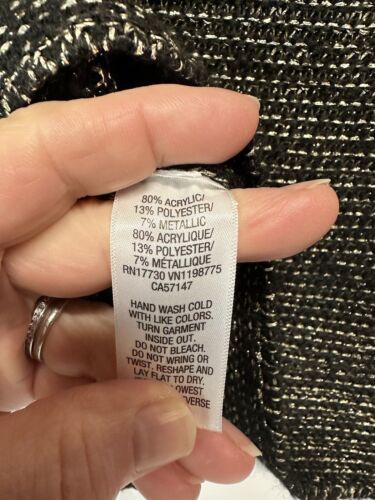 80% ACRYLIC/
13% POLYESTER/
7% METALLIC
80% ACRYLIQUE/
13% POLYESTER/
7% MÉTALLIQUE
RN17730 VN1198775
CA57147
HAND WASH COLD
WITH LIKE COLORS.
TURN GARMENT
INSIDE OUT.
DO NOT BLEACH.
DO NOT WRING OR
TWIST, RESHAPE AND
LAY FLAT TO DRY.